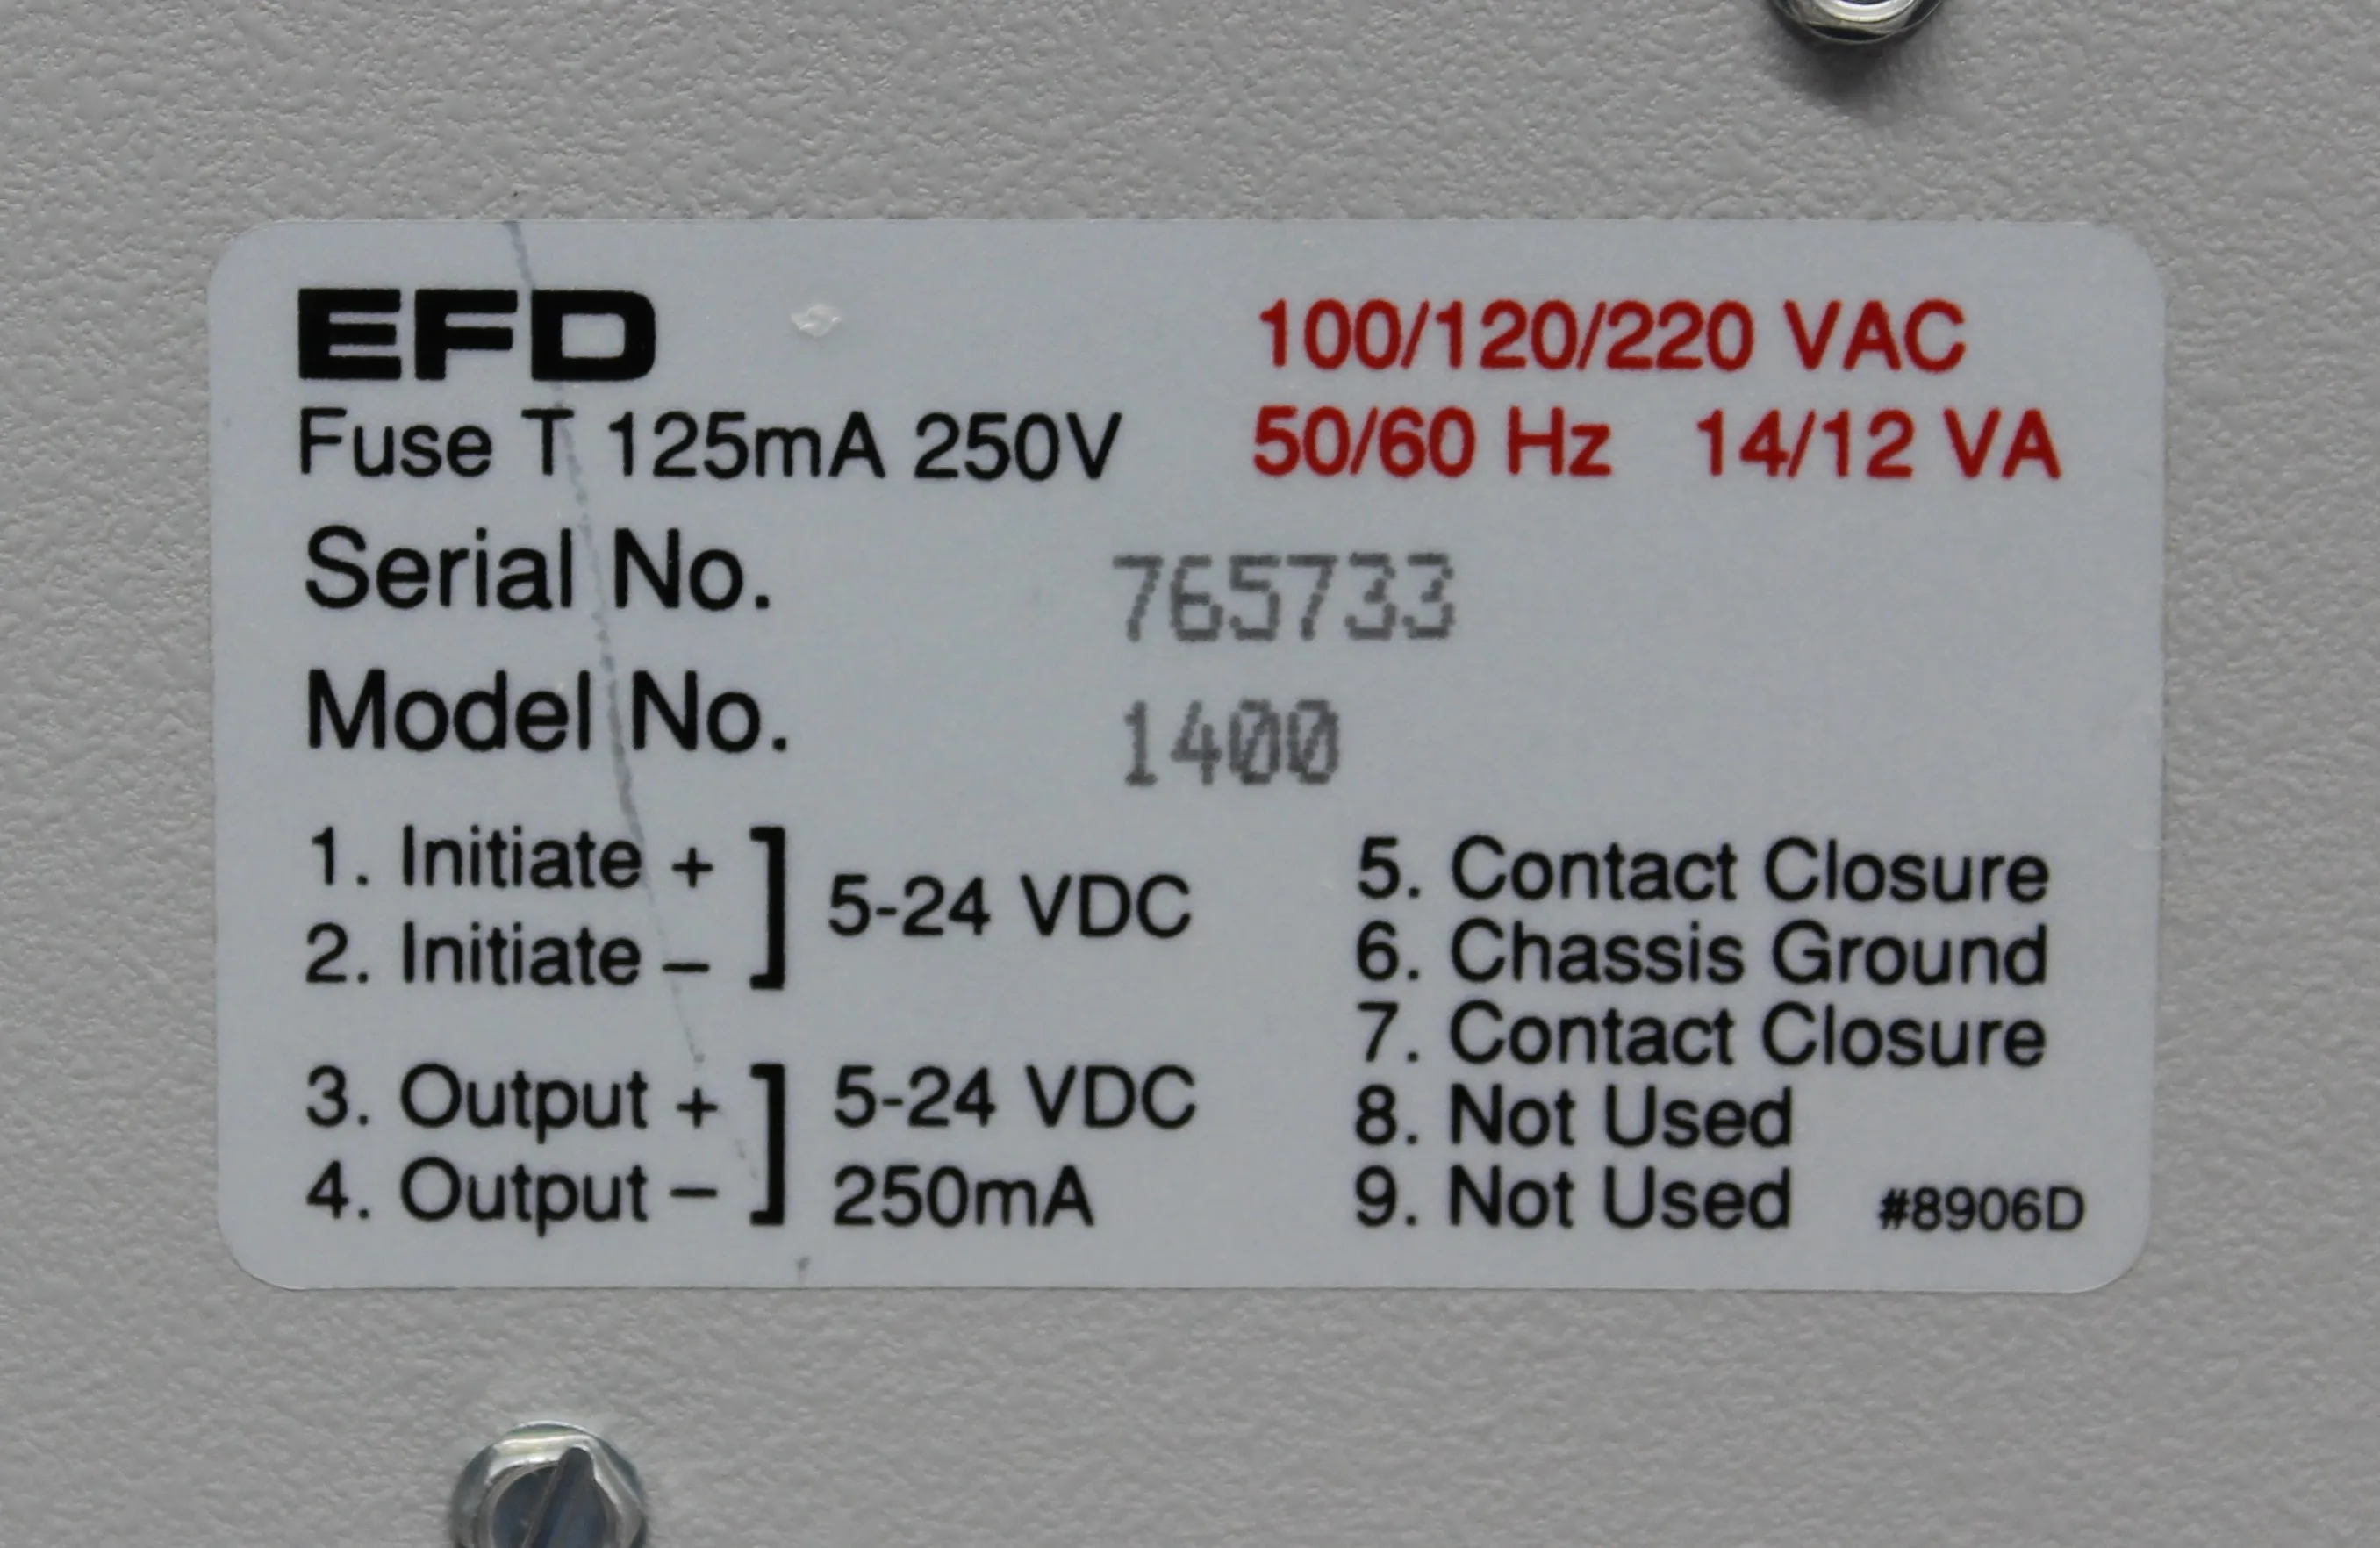 EFD
100/120/220 VAC
Fuse T 125mA 250V
50/60 Hz 14/12 VA
Serial No. 765733
Model No. 1400
1. Initiate +
2. Initiate –
5-24 VDC
3. Output +
4. Output –
5-24 VDC
250mA
5. Contact Closure
6. Chassis Ground
7. Contact Closure
8. Not Used
9. Not Used
#8906D